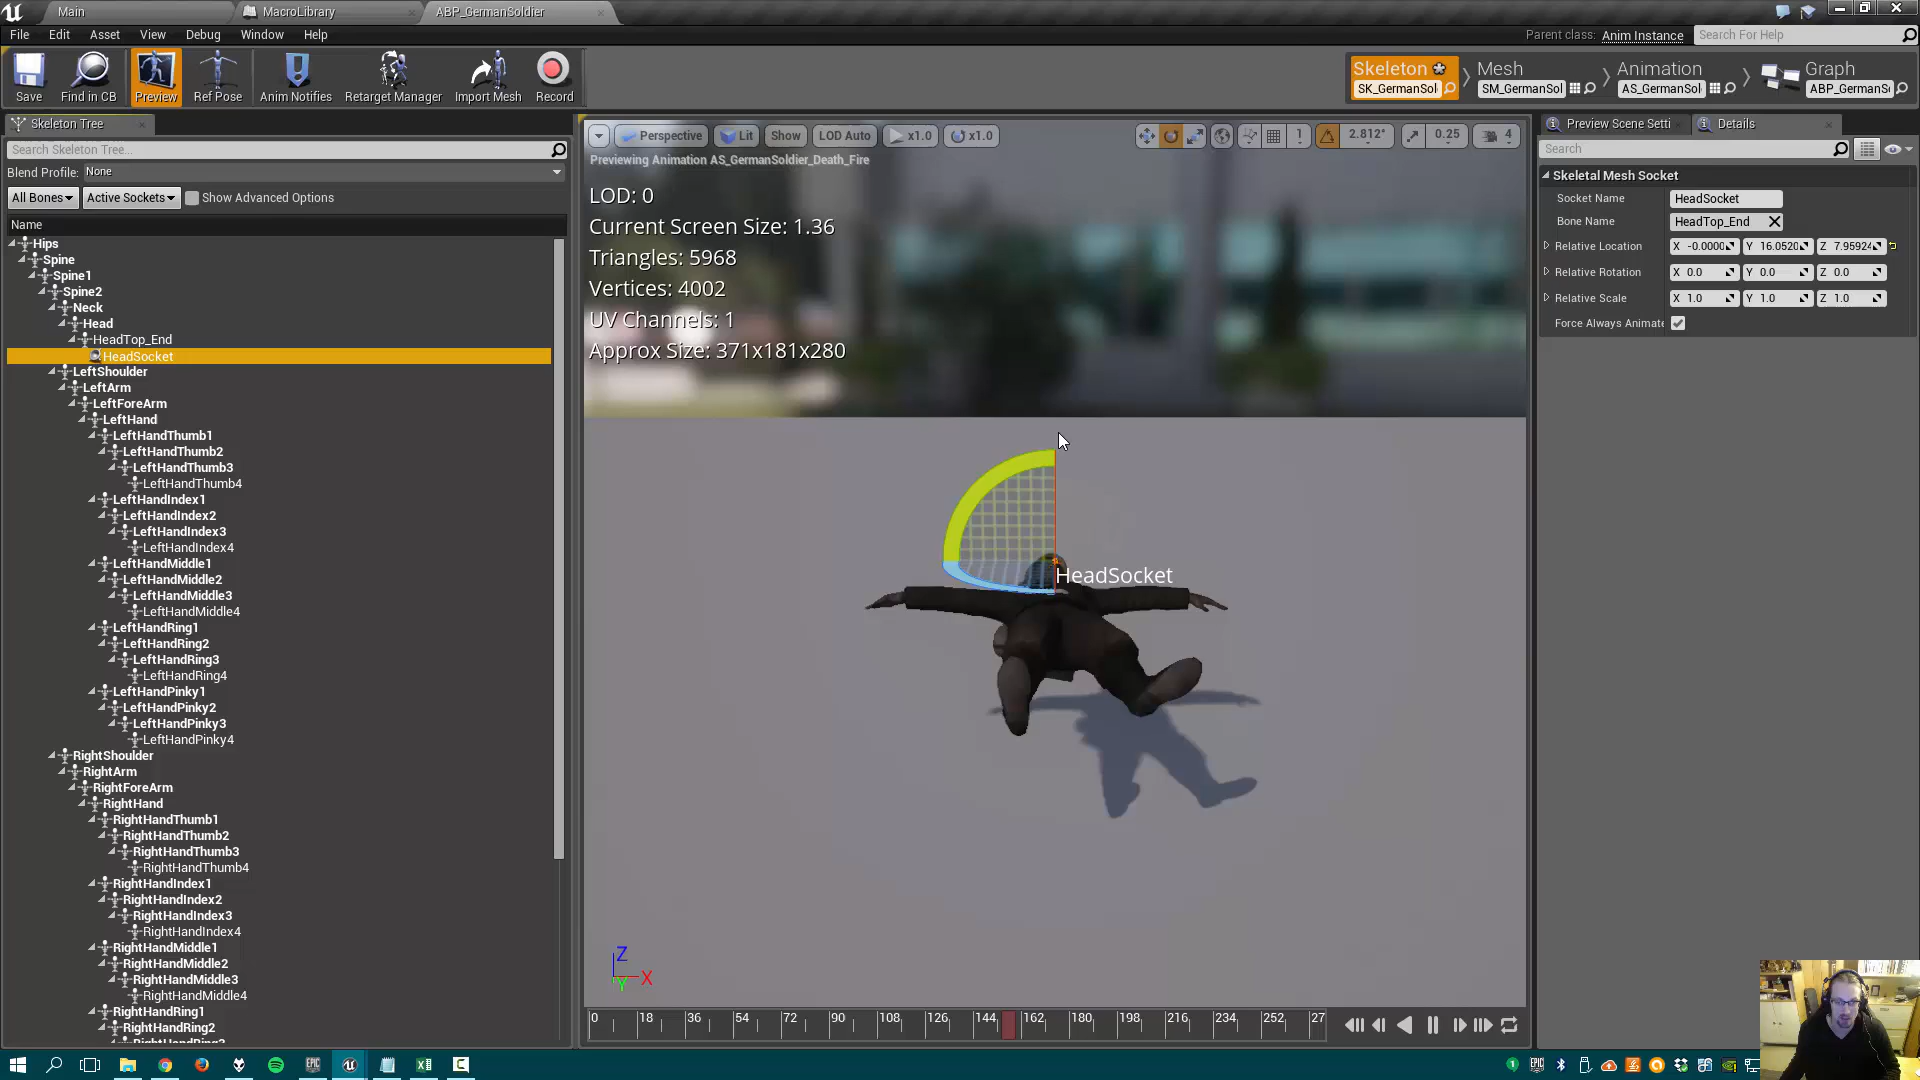 Main
MacroLibrary
ABP_GermanSoldier
File Edit Asset View Debug Window Help
Parent class: Anim Instance
Search For Help
Save
Find in CB
Preview
Ref Pose
Anim Notifies
Retarget Manager
Import Mesh
Record
Skeleton
SK_GermanSol
Mesh
SM_GermanSol
Animation
AS_GermanSol
Graph
ABP_GermanS
Skeleton Tree
Search Skeleton Tree...
Blend Profile: None
All Bones
Active Sockets
Show Advanced Options
Name
Hips
Spine
Spine1
Spine2
Neck
Head
HeadTop_End
HeadSocket
LeftShoulder
LeftArm
LeftForeArm
LeftHand
LeftHandThumb1
LeftHandThumb2
LeftHandThumb3
LeftHandThumb4
LeftHandIndex1
LeftHandIndex2
LeftHandIndex3
LeftHandIndex4
LeftHandMiddle1
LeftHandMiddle2
LeftHandMiddle3
LeftHandMiddle4
LeftHandRing1
LeftHandRing2
LeftHandRing3
LeftHandRing4
LeftHandPinky1
LeftHandPinky2
LeftHandPinky3
LeftHandPinky4
RightShoulder
RightArm
RightForeArm
RightHand
RightHandThumb1
RightHandThumb2
RightHandThumb3
RightHandThumb4
RightHandIndex1
RightHandIndex2
RightHandIndex3
RightHandIndex4
RightHandMiddle1
RightHandMiddle2
RightHandMiddle3
RightHandMiddle4
RightHandRing1
RightHandRing2
Perspective Lit Show LOD Auto x1.0 x1.0
1 2.812° 0.25 4
Previewing Animation AS_GermanSoldier_Death_Fire
LOD: 0
Current Screen Size: 1.36
Triangles: 5968
Vertices: 4002
UV Channels: 1
Approx Size: 371x181x280
HeadSocket
Z
X
Y
0 18 36 54 72 90 108 126 144 162 180 198 216 234 252 27
Preview Scene Setti
Details
Search
Skeletal Mesh Socket
Socket Name HeadSocket
Bone Name HeadTop_End
Relative Location X -0.0000 Y 16.0520 Z 7.95924
Relative Rotation X 0.0 Y 0.0 Z 0.0
Relative Scale X 1.0 Y 1.0 Z 1.0
Force Always Animate
EPIC
EPIC